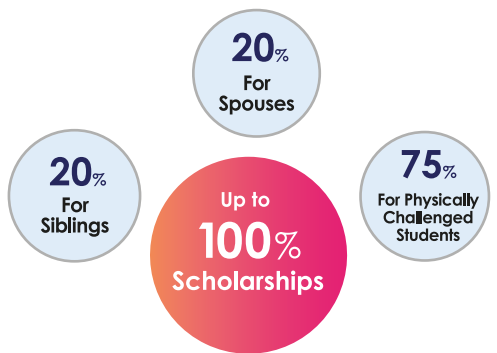 20%
For
Spouses
20%
For
Siblings
75%
For Physically
Challenged
Students
Up to
100%
Scholarships